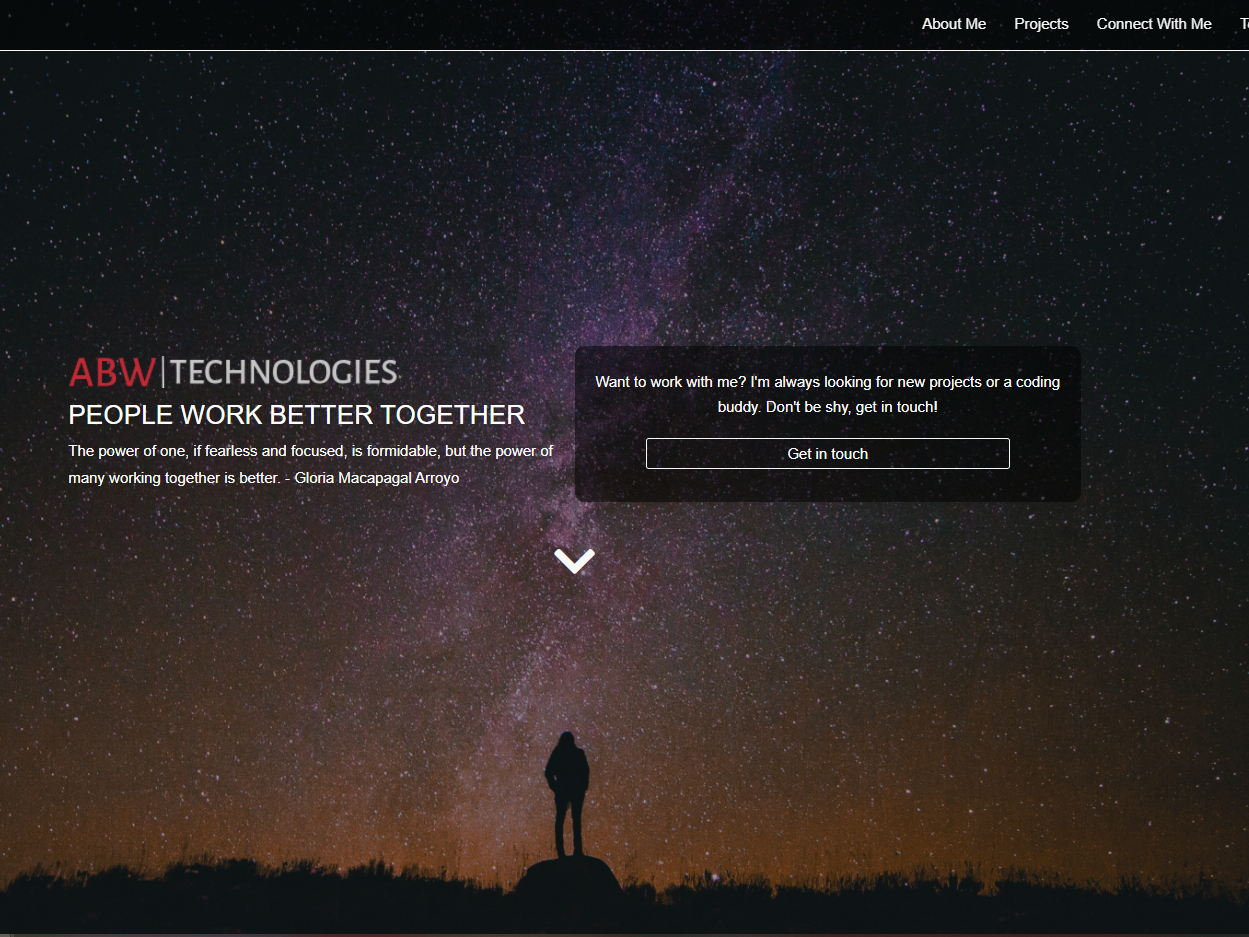 About Me Projects Connect With Me
ABW|TECHNOLOGIES
PEOPLE WORK BETTER TOGETHER
The power of one, if fearless and focused, is formidable, but the power of
many working together is better. - Gloria Macapagal Arroyo
Want to work with me? I'm always looking for new projects or a coding
buddy. Don't be shy, get in touch!
Get in touch